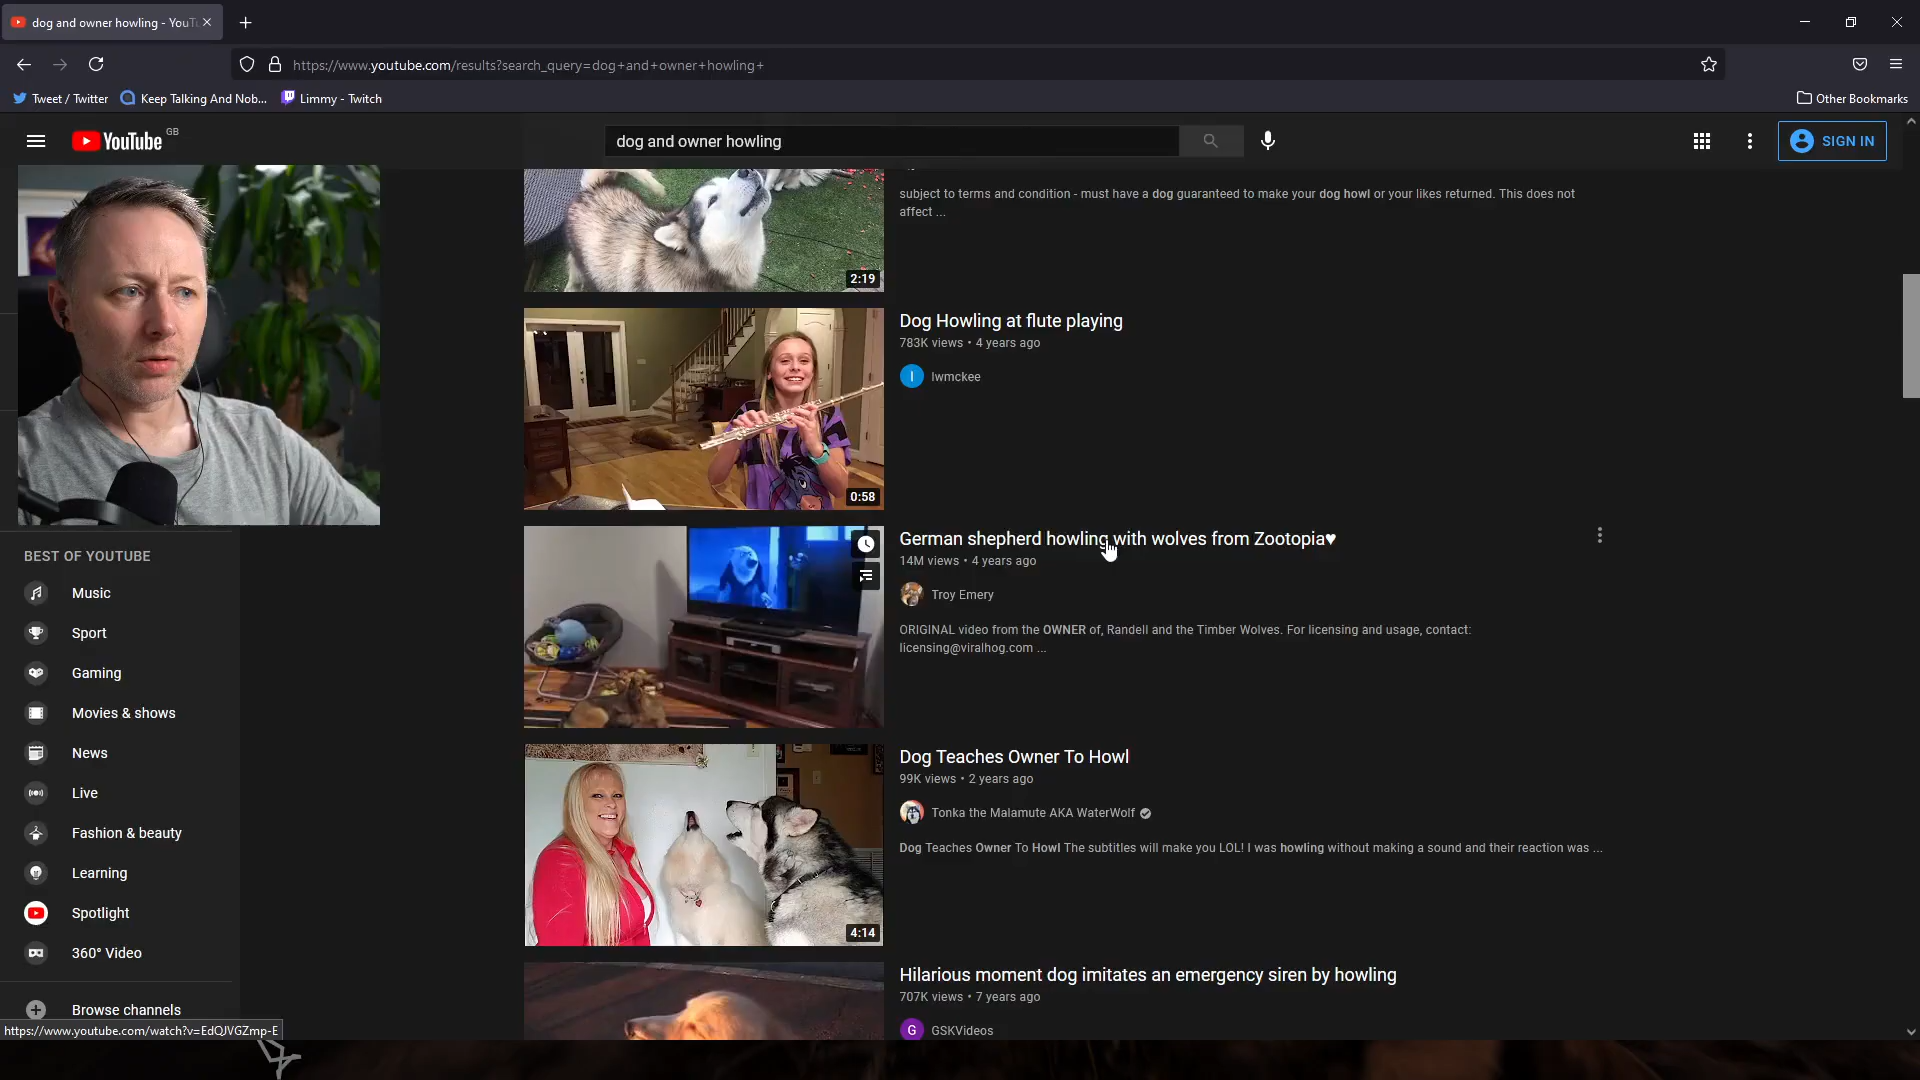 dog and owner howling - YouT
https://www.youtube.com/results?search_query=dog+and+owner+howling+
Tweet / Twitter
Keep Talking And Nob...
Limmy - Twitch
Other Bookmarks
YouTube GB
dog and owner howling
SIGN IN
subject to terms and condition - must have a dog guaranteed to make your dog howl or your likes returned. This does not
affect ...
2:19
Dog Howling at flute playing
783K views • 4 years ago
I
lwmckee
0:58
German shepherd howling with wolves from Zootopia♥
14M views • 4 years ago
Troy Emery
ORIGINAL video from the OWNER of, Randell and the Timber Wolves. For licensing and usage, contact:
licensing@viralhog.com ...
Dog Teaches Owner To Howl
99K views • 2 years ago
Tonka the Malamute AKA WaterWolf
Dog Teaches Owner To Howl The subtitles will make you LOL! I was howling without making a sound and their reaction was ...
4:14
Hilarious moment dog imitates an emergency siren by howling
707K views • 7 years ago
G
GSKVideos
BEST OF YOUTUBE
Music
Sport
Gaming
Movies & shows
News
Live
Fashion & beauty
Learning
Spotlight
360° Video
Browse channels
https://www.youtube.com/watch?v=EdQJVGZmp-E